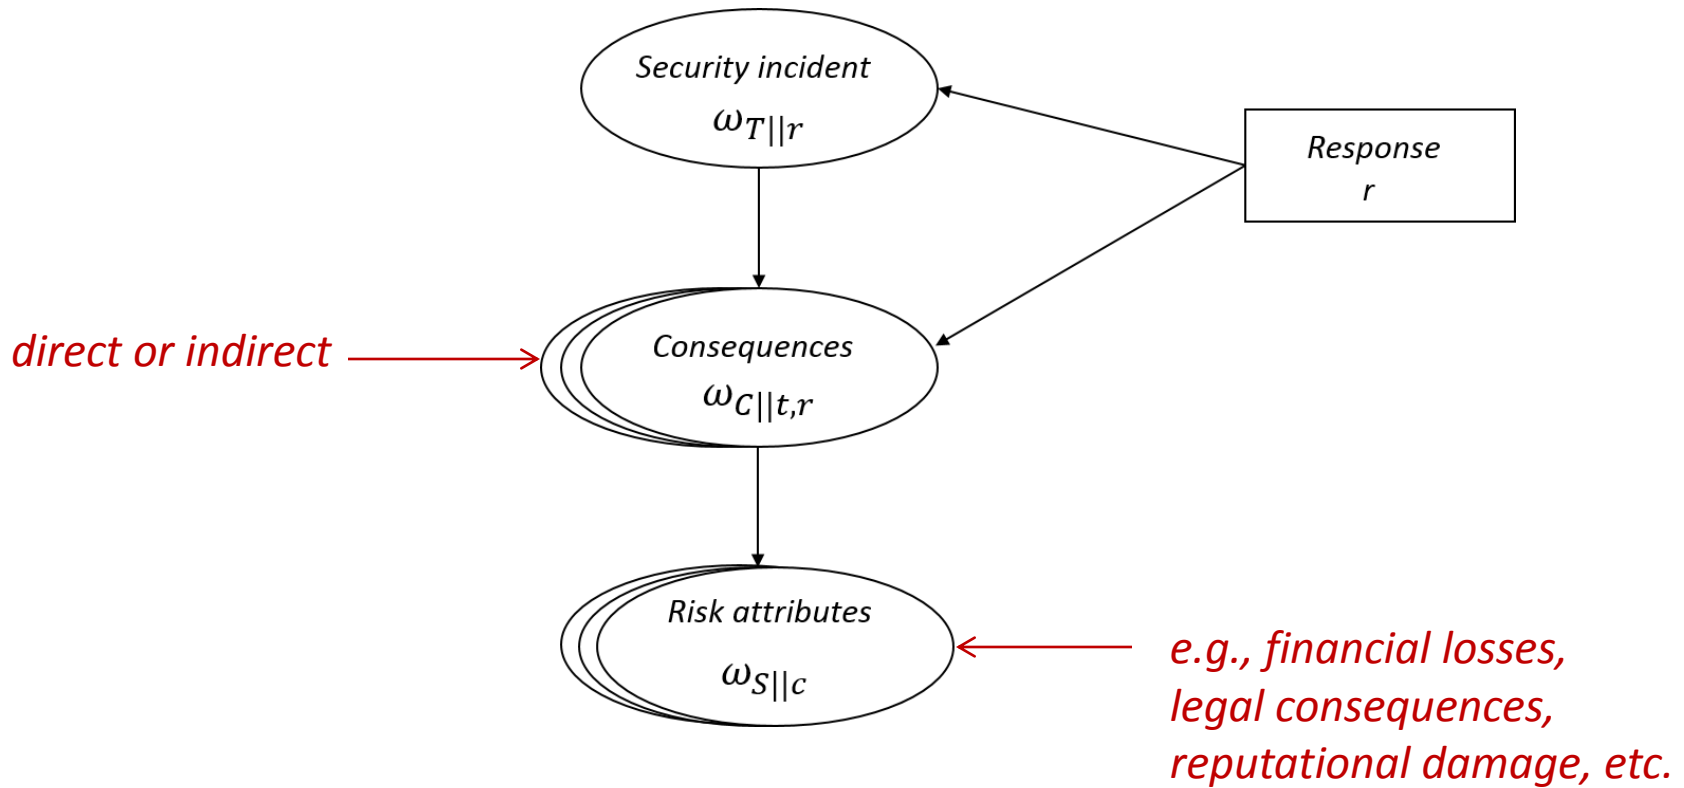 Security incident
ω_{T||r}
Response
r
direct or indirect
Consequences
ω_{C||t,r}
Risk attributes
ω_{S||c}
e.g., financial losses,
legal consequences,
reputational damage, etc.